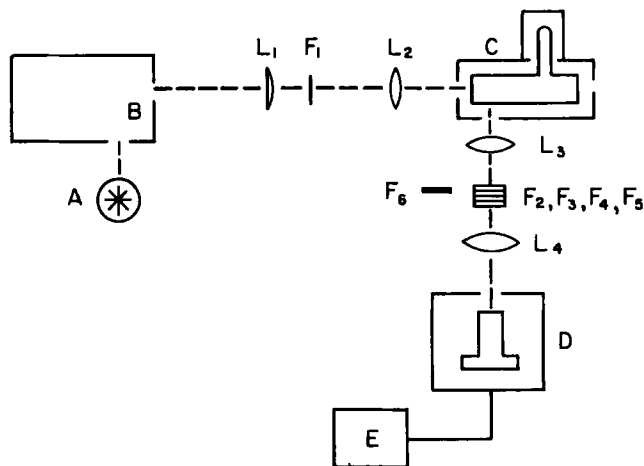 L₁ F₁ L₂ C
B
L₃
A
F₆ F₂, F₃, F₄, F₅
L₄
D
E